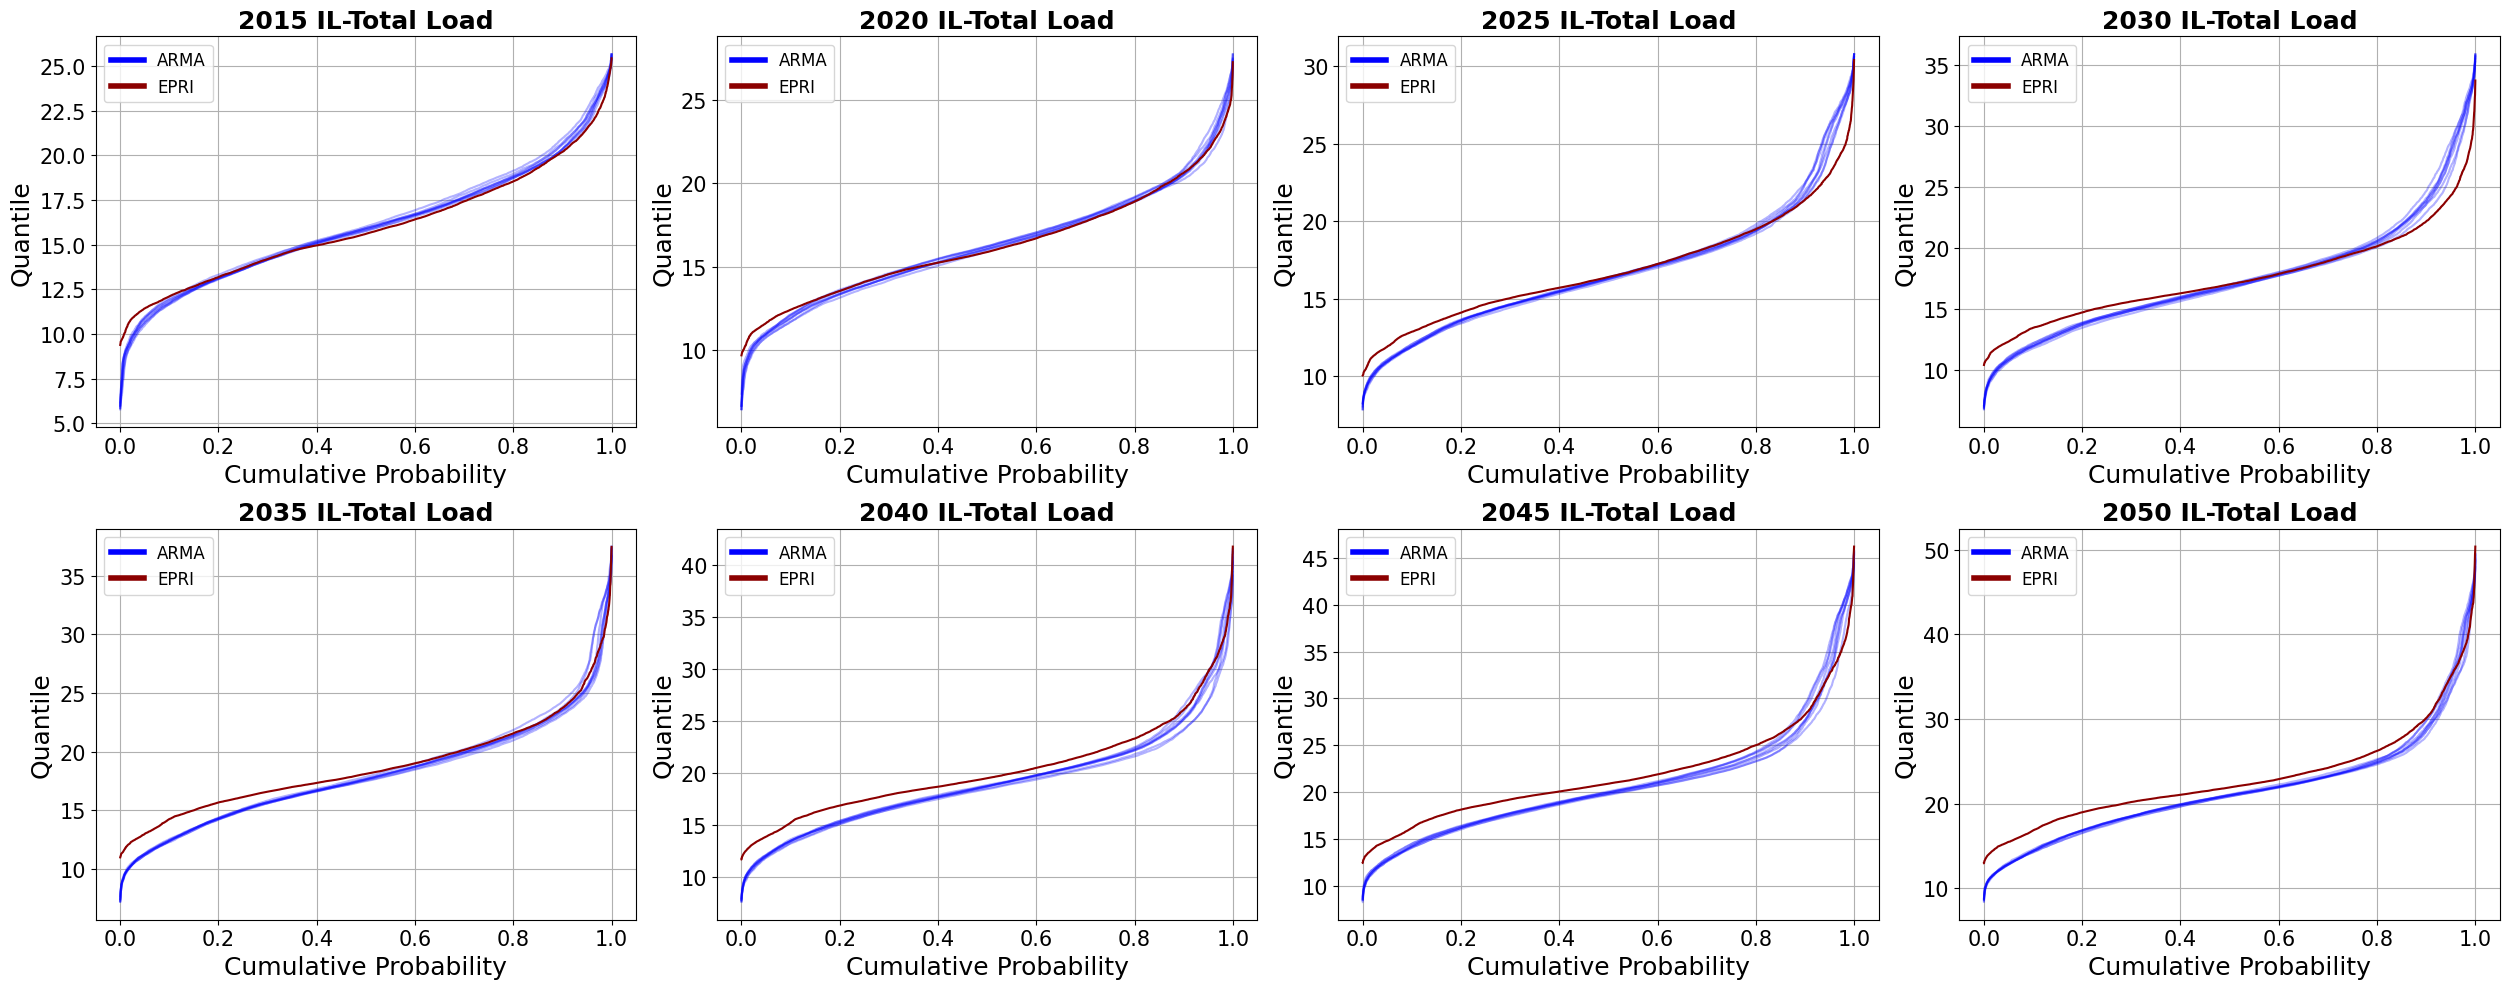 2015 IL-Total Load
ARMA
EPRI
Quantile
25.0
22.5
20.0
17.5
15.0
12.5
10.0
7.5
5.0
0.0 0.2 0.4 0.6 0.8 1.0
Cumulative Probability
2020 IL-Total Load
ARMA
EPRI
Quantile
25
20
15
10
0.0 0.2 0.4 0.6 0.8 1.0
Cumulative Probability
2025 IL-Total Load
ARMA
EPRI
Quantile
30
25
20
15
10
0.0 0.2 0.4 0.6 0.8 1.0
Cumulative Probability
2030 IL-Total Load
ARMA
EPRI
Quantile
35
30
25
20
15
10
0.0 0.2 0.4 0.6 0.8 1.0
Cumulative Probability
2035 IL-Total Load
ARMA
EPRI
Quantile
35
30
25
20
15
10
0.0 0.2 0.4 0.6 0.8 1.0
Cumulative Probability
2040 IL-Total Load
ARMA
EPRI
Quantile
40
35
30
25
20
15
10
0.0 0.2 0.4 0.6 0.8 1.0
Cumulative Probability
2045 IL-Total Load
ARMA
EPRI
Quantile
45
40
35
30
25
20
15
10
0.0 0.2 0.4 0.6 0.8 1.0
Cumulative Probability
2050 IL-Total Load
ARMA
EPRI
Quantile
50
40
30
20
10
0.0 0.2 0.4 0.6 0.8 1.0
Cumulative Probability